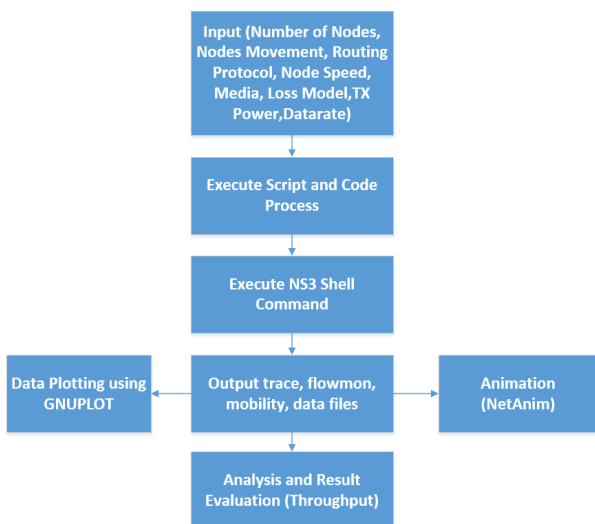 Input (Number of Nodes,
Nodes Movement, Routing
Protocol, Node Speed,
Media, Loss Model,TX
Power,Datarate)
Execute Script and Code
Process
Execute NS3 Shell
Command
Data Plotting using
GNUPLOT
Output trace, flowmon,
mobility, data files
Animation
(NetAnim)
Analysis and Result
Evaluation (Throughput)